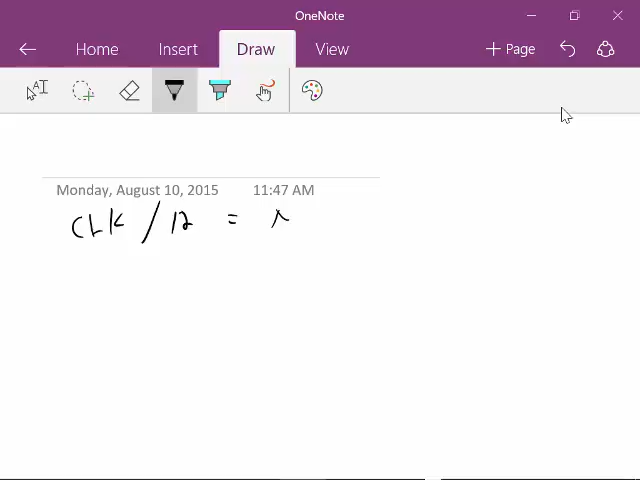 OneNote
Home Insert Draw View + Page
Monday, August 10, 2015 11:47 AM
CLK / 12 =